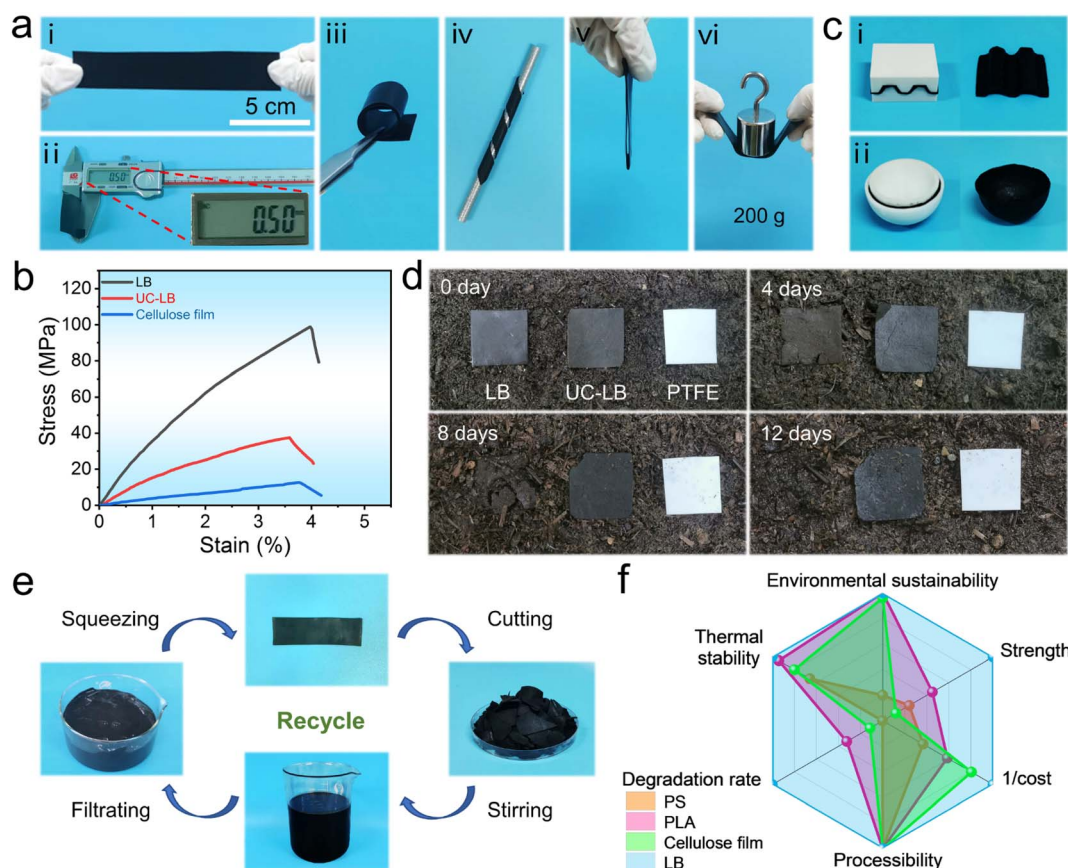 a
i
5 cm
ii
0.50
0.50
iii
iv
v
vi
200 g
c
i
ii
b
Stress (MPa)
120
100
80
60
40
20
0
LB
UC-LB
Cellulose film
0
1
2
3
4
5
Stain (%)
d
0 day
LB
UC-LB
PTFE
4 days
8 days
12 days
e
Squeezing
Cutting
Recycle
Filtrating
Stirring
f
Environmental sustainability
Thermal
stability
Strength
1/cost
Processibility
Degradation rate
PS
PLA
Cellulose film
LB